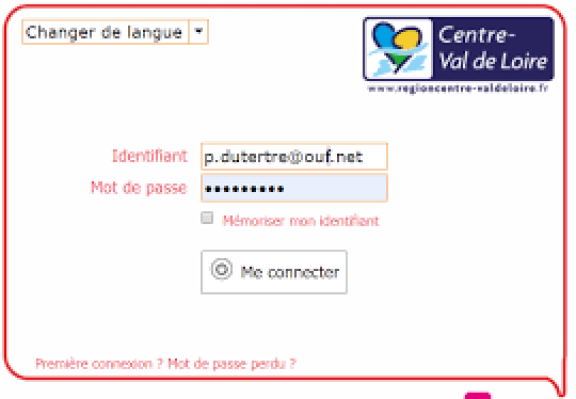 Changer de langue
Centre-
Val de Loire
www.regioncentre-valdeloire.fr
Identifiant p.dutertre@ouf.net
Mot de passe •••••••••
Mémoriser mon identifiant
Me connecter
Première connexion ? Mot de passe perdu ?